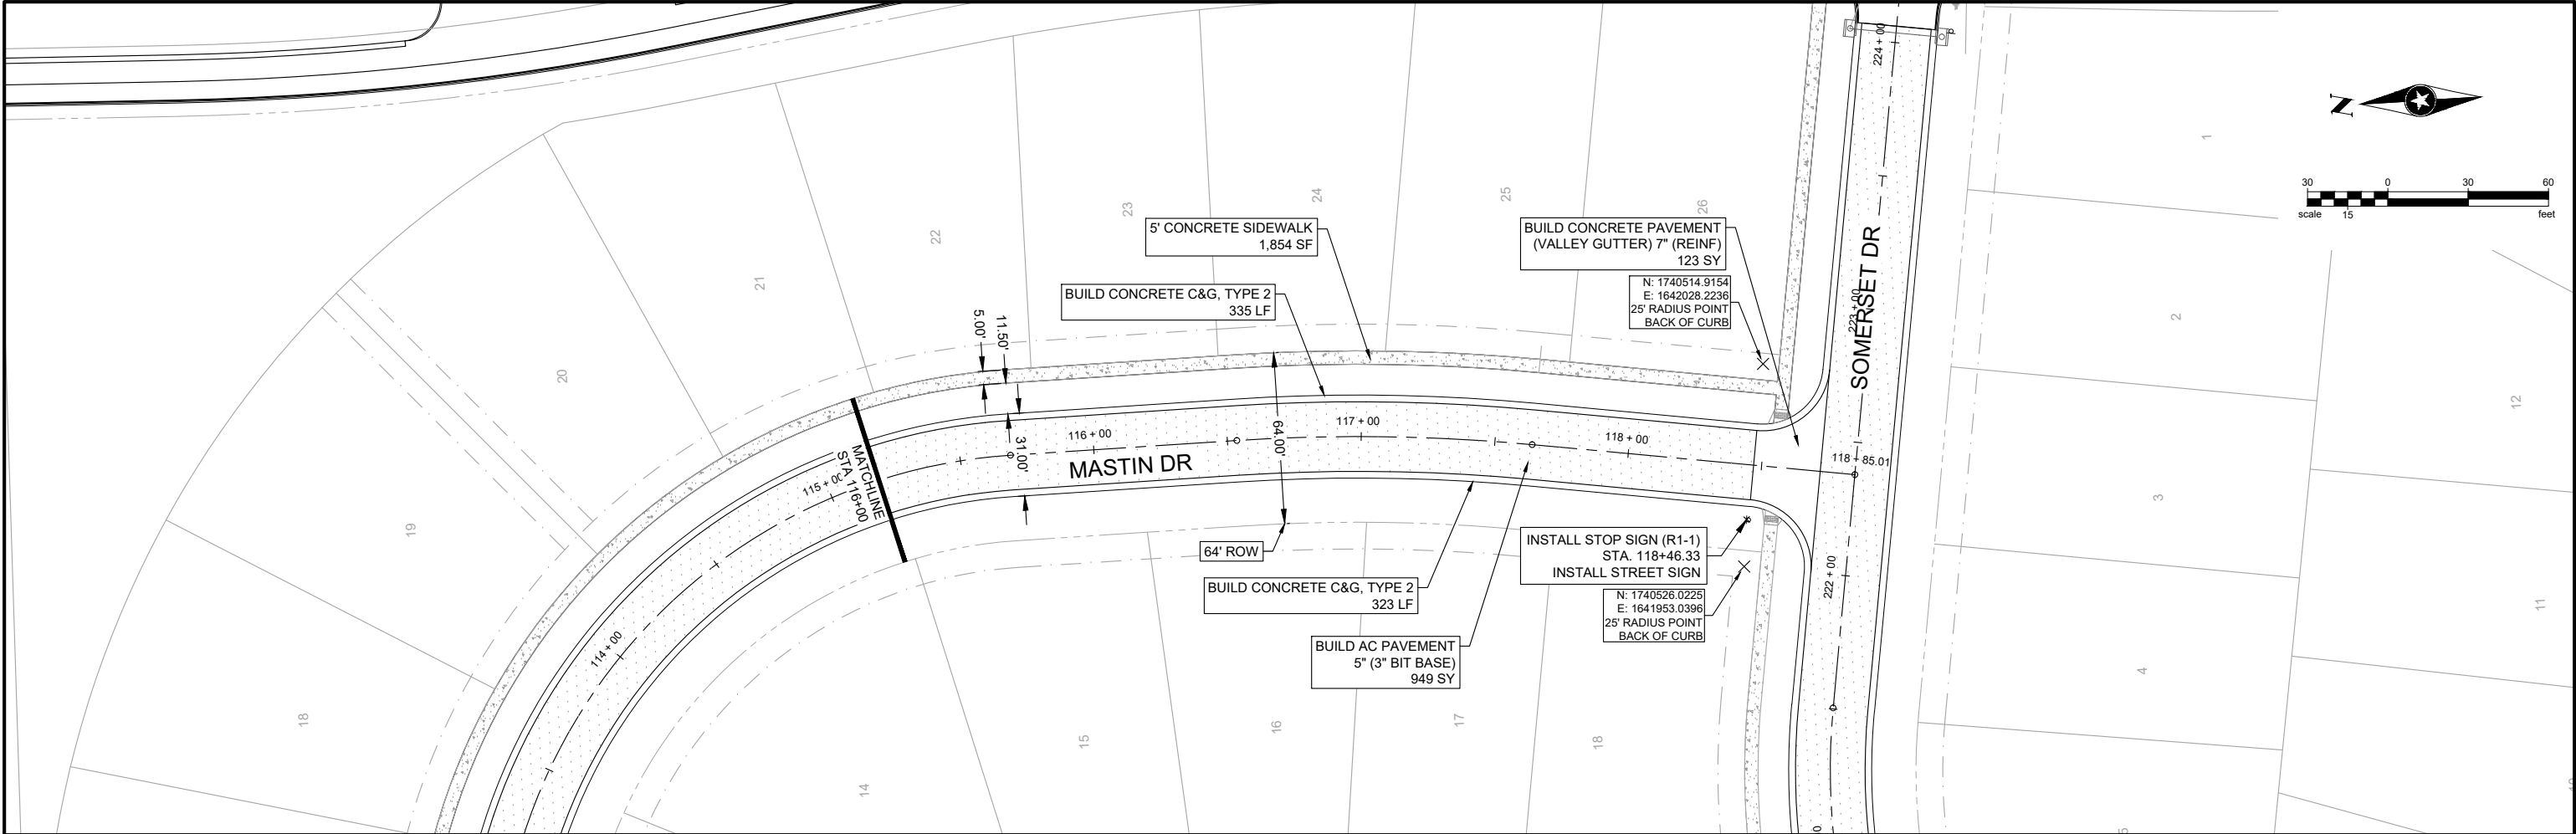 224 + 00
N
30 0 30 60
scale 15 feet
1
24
25
26
23
22
21
20
19
18
5' CONCRETE SIDEWALK
1,854 SF
BUILD CONCRETE PAVEMENT
(VALLEY GUTTER) 7" (REINF)
123 SY
BUILD CONCRETE C&G, TYPE 2
335 LF
N: 1740514.9154
E: 1642028.2236
25' RADIUS POINT
BACK OF CURB
SOMERSET DR
223 + 00
2
12
5.00'
11.50'
31.00'
64.00'
116 + 00
117 + 00
118 + 00
118 + 85.01
MASTIN DR
MATCHLINE
STA. 116+00
115 + 00
114 + 00
3
64' ROW
INSTALL STOP SIGN (R1-1)
STA. 118+46.33
INSTALL STREET SIGN
222 + 00
BUILD CONCRETE C&G, TYPE 2
323 LF
N: 1740526.0225
E: 1641953.0396
25' RADIUS POINT
BACK OF CURB
11
BUILD AC PAVEMENT
5" (3" BIT BASE)
949 SY
4
14
15
16
17
18